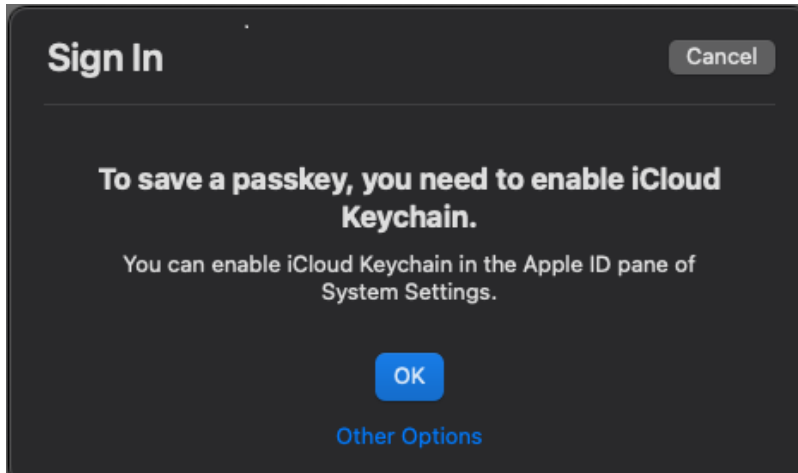 Sign In
Cancel
To save a passkey, you need to enable iCloud
Keychain.
You can enable iCloud Keychain in the Apple ID pane of
System Settings.
OK
Other Options